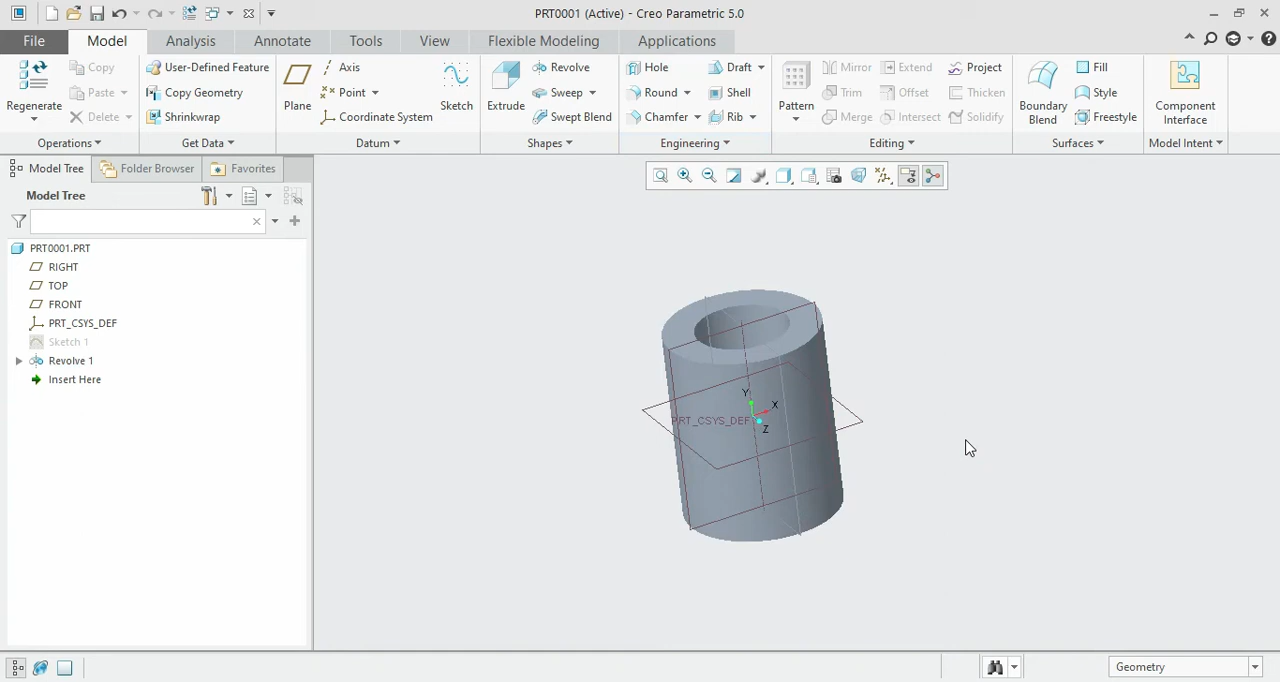 PRT0001 (Active) - Creo Parametric 5.0
File Model Analysis Annotate Tools View Flexible Modeling Applications
Regenerate
Copy
Paste
Delete
Operations
User-Defined Feature
Copy Geometry
Shrinkwrap
Get Data
Plane
Axis
Point
Coordinate System
Sketch
Datum
Extrude
Revolve
Sweep
Swept Blend
Shapes
Hole
Round
Chamfer
Draft
Shell
Rib
Engineering
Pattern
Mirror
Trim
Merge
Extend
Offset
Intersect
Project
Thicken
Solidify
Editing
Boundary
Blend
Fill
Style
Freestyle
Surfaces
Component
Interface
Model Intent
Model Tree Folder Browser Favorites
Model Tree
PRT0001.PRT
RIGHT
TOP
FRONT
PRT_CSYS_DEF
Sketch 1
Revolve 1
Insert Here
Y
X
PRT_CSYS_DEF
Z
Geometry